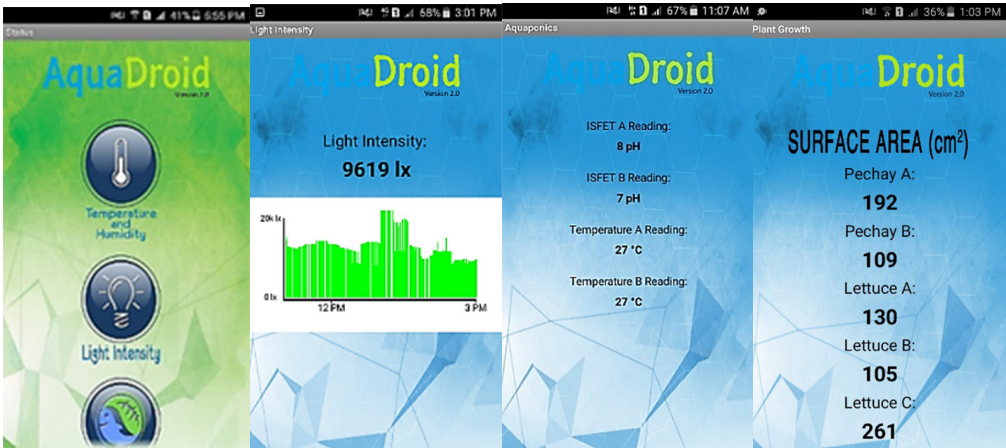 41% 5:55 PM
Status
AquaDroid
Version 2.0
Temperature
and
Humidity
Light Intensity
68% 3:01 PM
Light Intensity
AquaDroid
Version 2.0
Light Intensity:
9619 lx
20k lx
0 lx
12 PM
3 PM
67% 11:07 AM
Aquaponics
AquaDroid
Version 2.0
ISFET A Reading:
8 pH
ISFET B Reading:
7 pH
Temperature A Reading:
27 °C
Temperature B Reading:
27 °C
36% 1:03 PM
Plant Growth
AquaDroid
Version 2.0
SURFACE AREA (cm²)
Pechay A:
192
Pechay B:
109
Lettuce A:
130
Lettuce B:
105
Lettuce C:
261